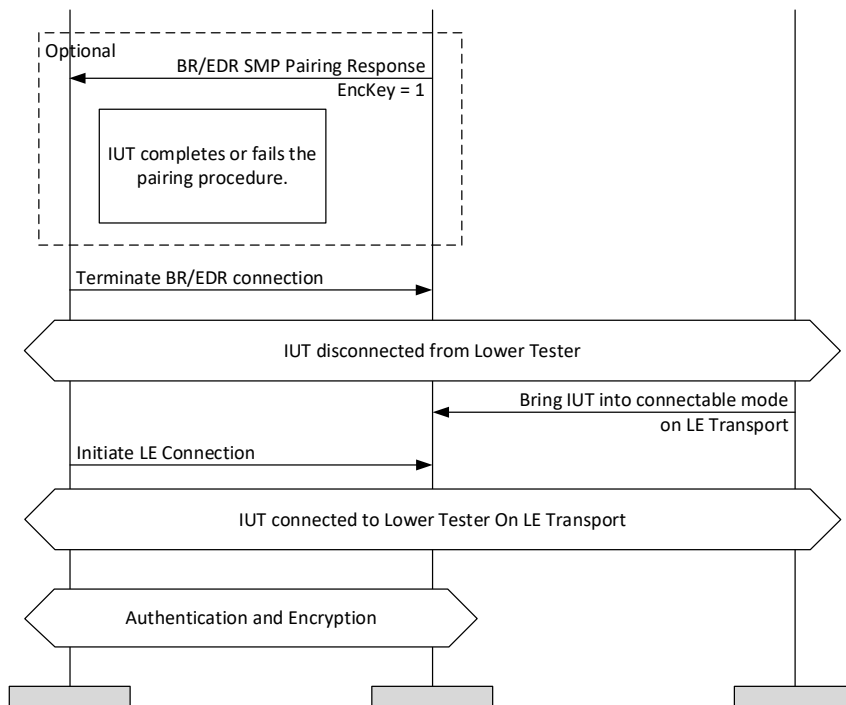 Optional
BR/EDR SMP Pairing Response
EncKey = 1
IUT completes or fails the
pairing procedure.
Terminate BR/EDR connection
IUT disconnected from Lower Tester
Bring IUT into connectable mode
on LE Transport
Initiate LE Connection
IUT connected to Lower Tester On LE Transport
Authentication and Encryption